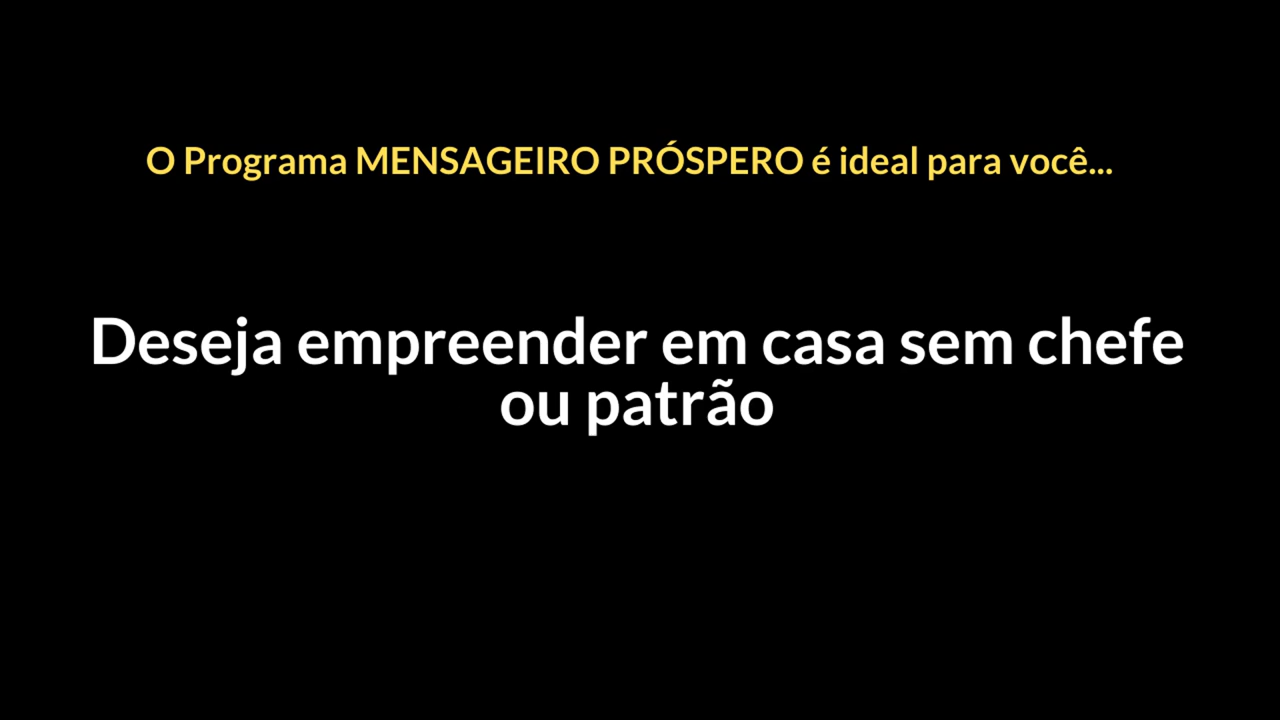 O Programa MENSAGEIRO PRÓSPERO é ideal para você...
Deseja empreender em casa sem chefe
ou patrão